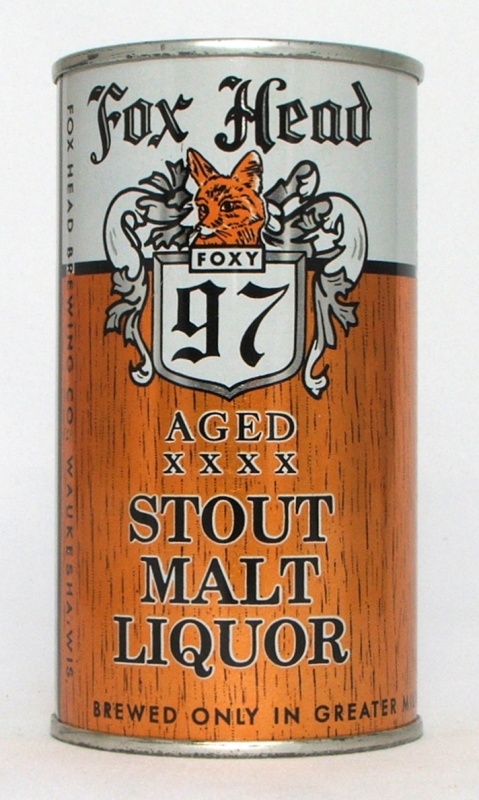 Fox Head
FOXY
97
AGED
XXXX
STOUT
MALT
LIQUOR
BREWED ONLY IN GREATER
FOX HEAD BREWING CO., WAUKESHA, WIS